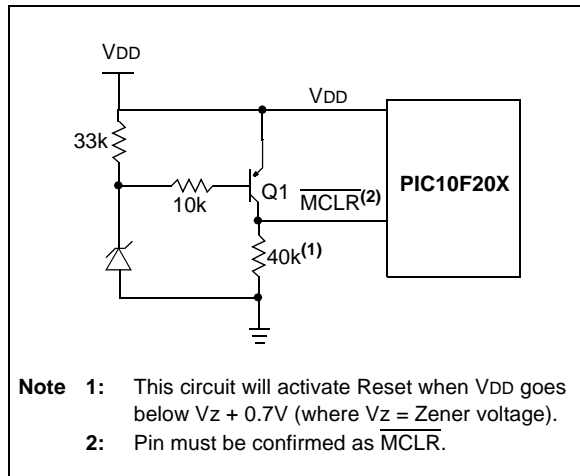 VDD
VDD
33k
PIC10F20X
Q1
MCLR(2)
10k
40k(1)
Note 1: This circuit will activate Reset when VDD goes
below Vz + 0.7V (where Vz = Zener voltage).
2: Pin must be confirmed as MCLR.